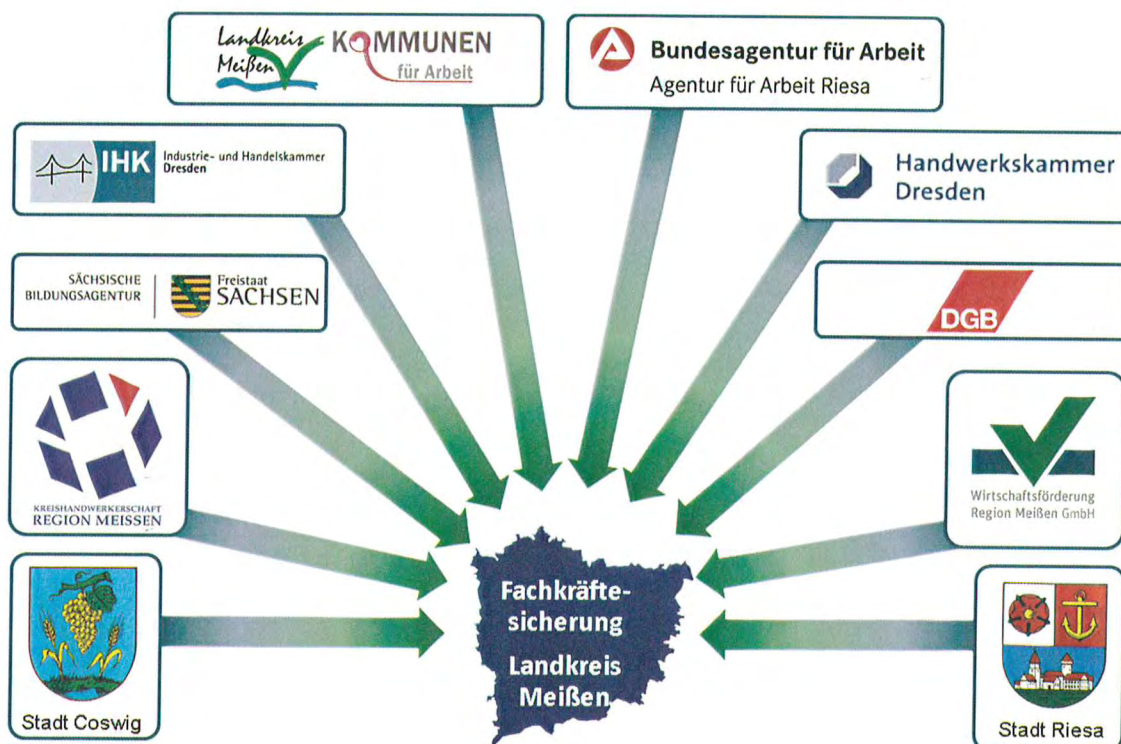 Landkreis
Meißen
KOMMUNEN
für Arbeit
Bundesagentur für Arbeit
Agentur für Arbeit Riesa
IHK
Industrie- und Handelskammer
Dresden
Handwerkskammer
Dresden
SÄCHSISCHE
BILDUNGSAGENTUR
Freistaat
SACHSEN
DGB
KREISHANDWERKERSCHAFT
REGION MEISSEN
Wirtschaftsförderung
Region Meißen GmbH
Stadt Coswig
Fachkräfte-
sicherung
Landkreis
Meißen
Stadt Riesa